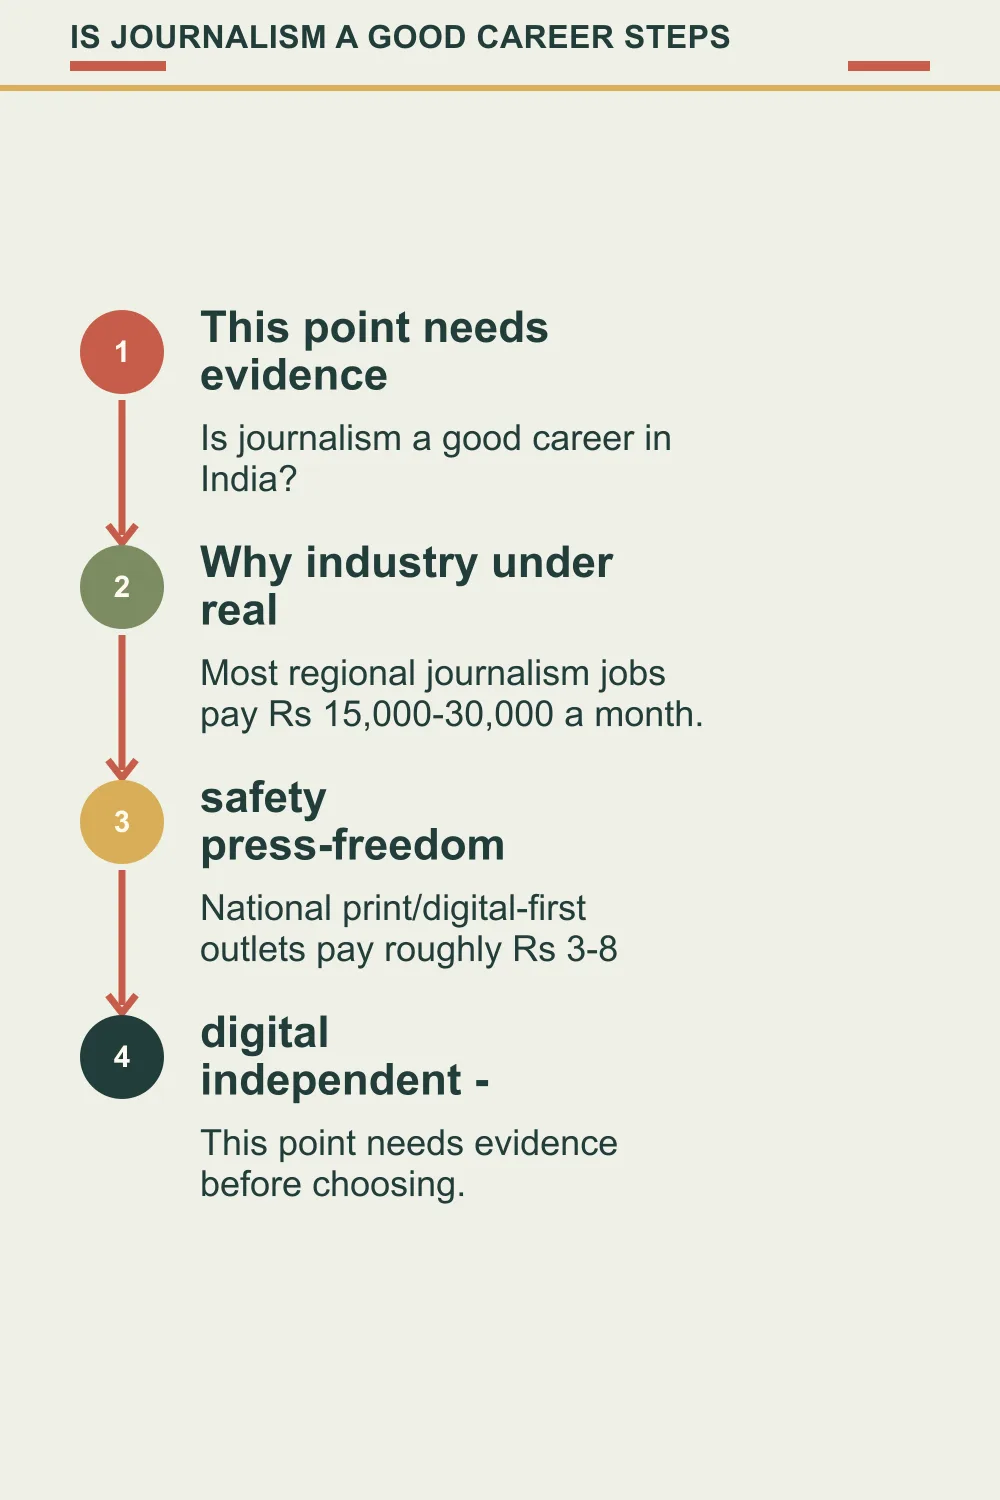 IS JOURNALISM A GOOD CAREER STEPS
1
This point needs
evidence
Is journalism a good career in
India?
2
Why industry under
real
Most regional journalism jobs
pay Rs 15,000-30,000 a month.
3
safety
press-freedom
National print/digital-first
outlets pay roughly Rs 3-8
4
digital
independent -
This point needs evidence
before choosing.